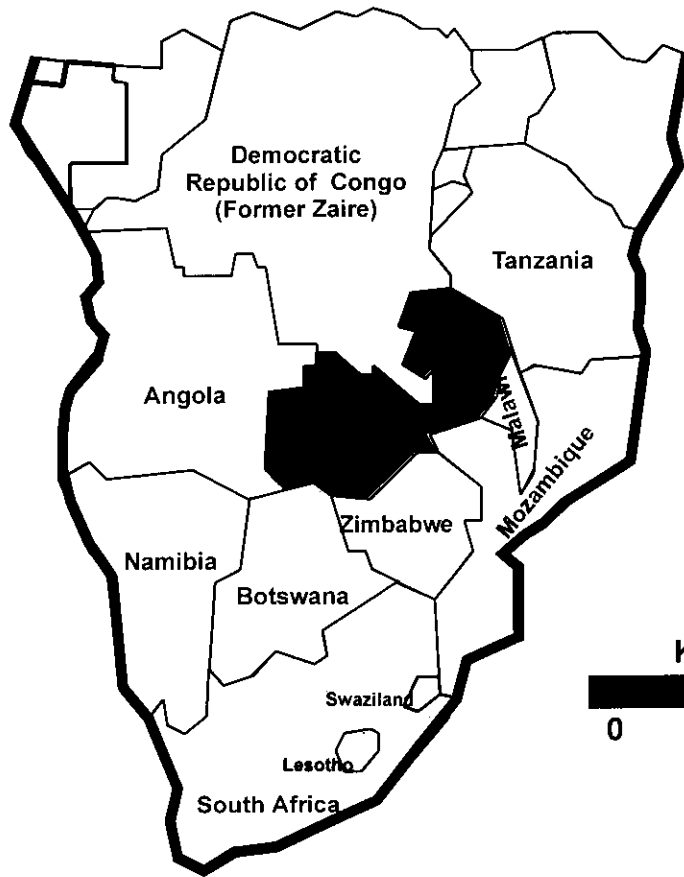 Democratic
Republic of Congo
(Former Zaire)
Tanzania
Angola
Malawi
Mozambique
Zimbabwe
Namibia
Botswana
Swaziland
Lesotho
South Africa
K
0